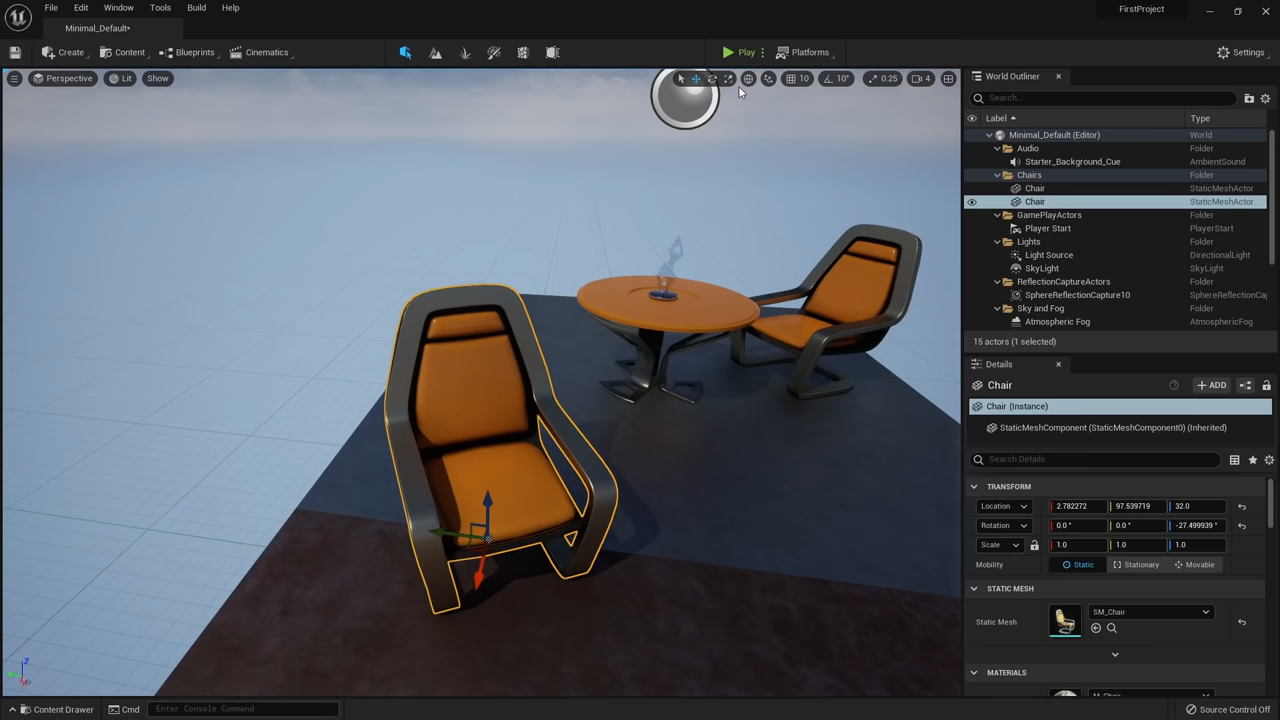 File Edit Window Tools Build Help
FirstProject
Minimal_Default•
Create Content Blueprints Cinematics Play Platforms Settings
Perspective Lit Show 10 10° 0.25 4
World Outliner
Search...
Label Type
Minimal_Default (Editor) World
Audio Folder
Starter_Background_Cue AmbientSound
Chairs Folder
Chair StaticMeshActor
Chair StaticMeshActor
GamePlayActors Folder
Player Start PlayerStart
Lights Folder
Light Source DirectionalLight
SkyLight SkyLight
ReflectionCaptureActors Folder
SphereReflectionCapture10 SphereReflectionCa
Sky and Fog Folder
Atmospheric Fog AtmosphericFog
15 actors (1 selected)
Details
Chair ADD
Chair (Instance)
StaticMeshComponent (StaticMeshComponent0) (Inherited)
Search Details
TRANSFORM
Location 2.782272 97.539719 32.0
Rotation 0.0 ° 0.0 ° -27.499939 °
Scale 1.0 1.0 1.0
Mobility Static Stationary Movable
STATIC MESH
Static Mesh SM_Chair
MATERIALS
M_Chair
Z
Content Drawer Cmd Enter Console Command Source Control Off